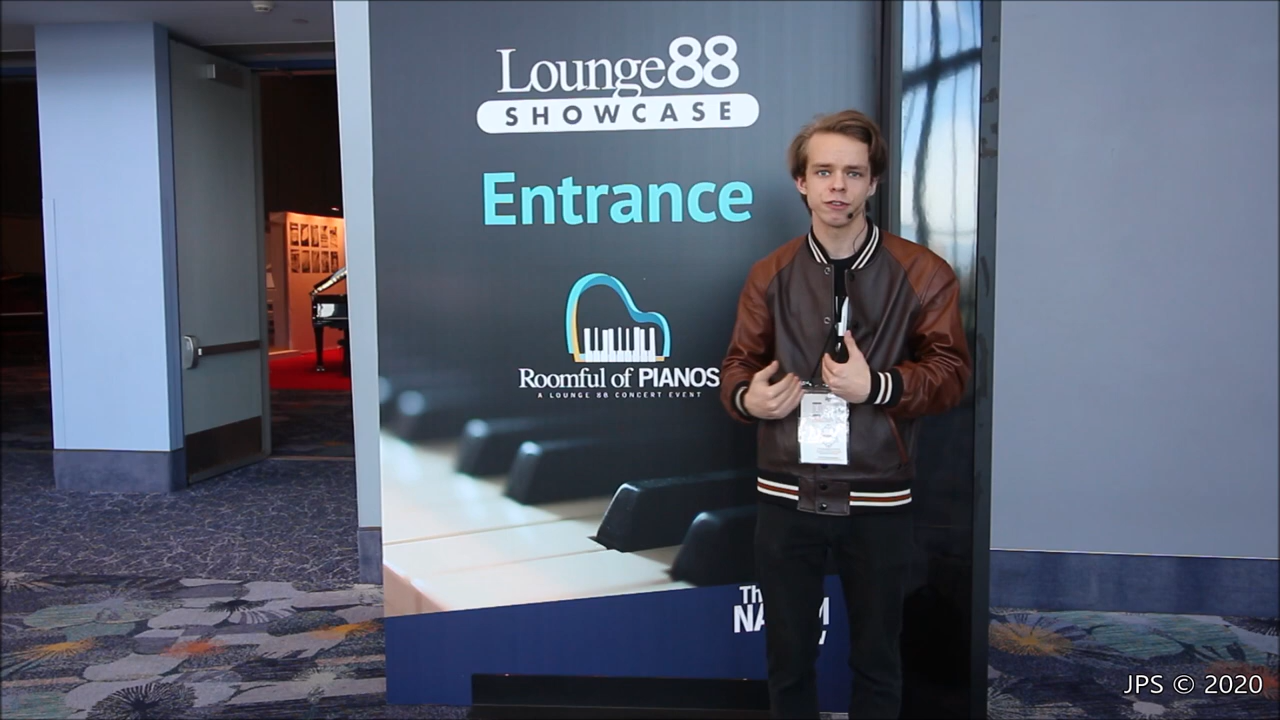 Lounge88
SHOWCASE
Entrance
Roomful of PIANOS
A LOUNGE 88 CONCERT EVENT
JPS © 2020